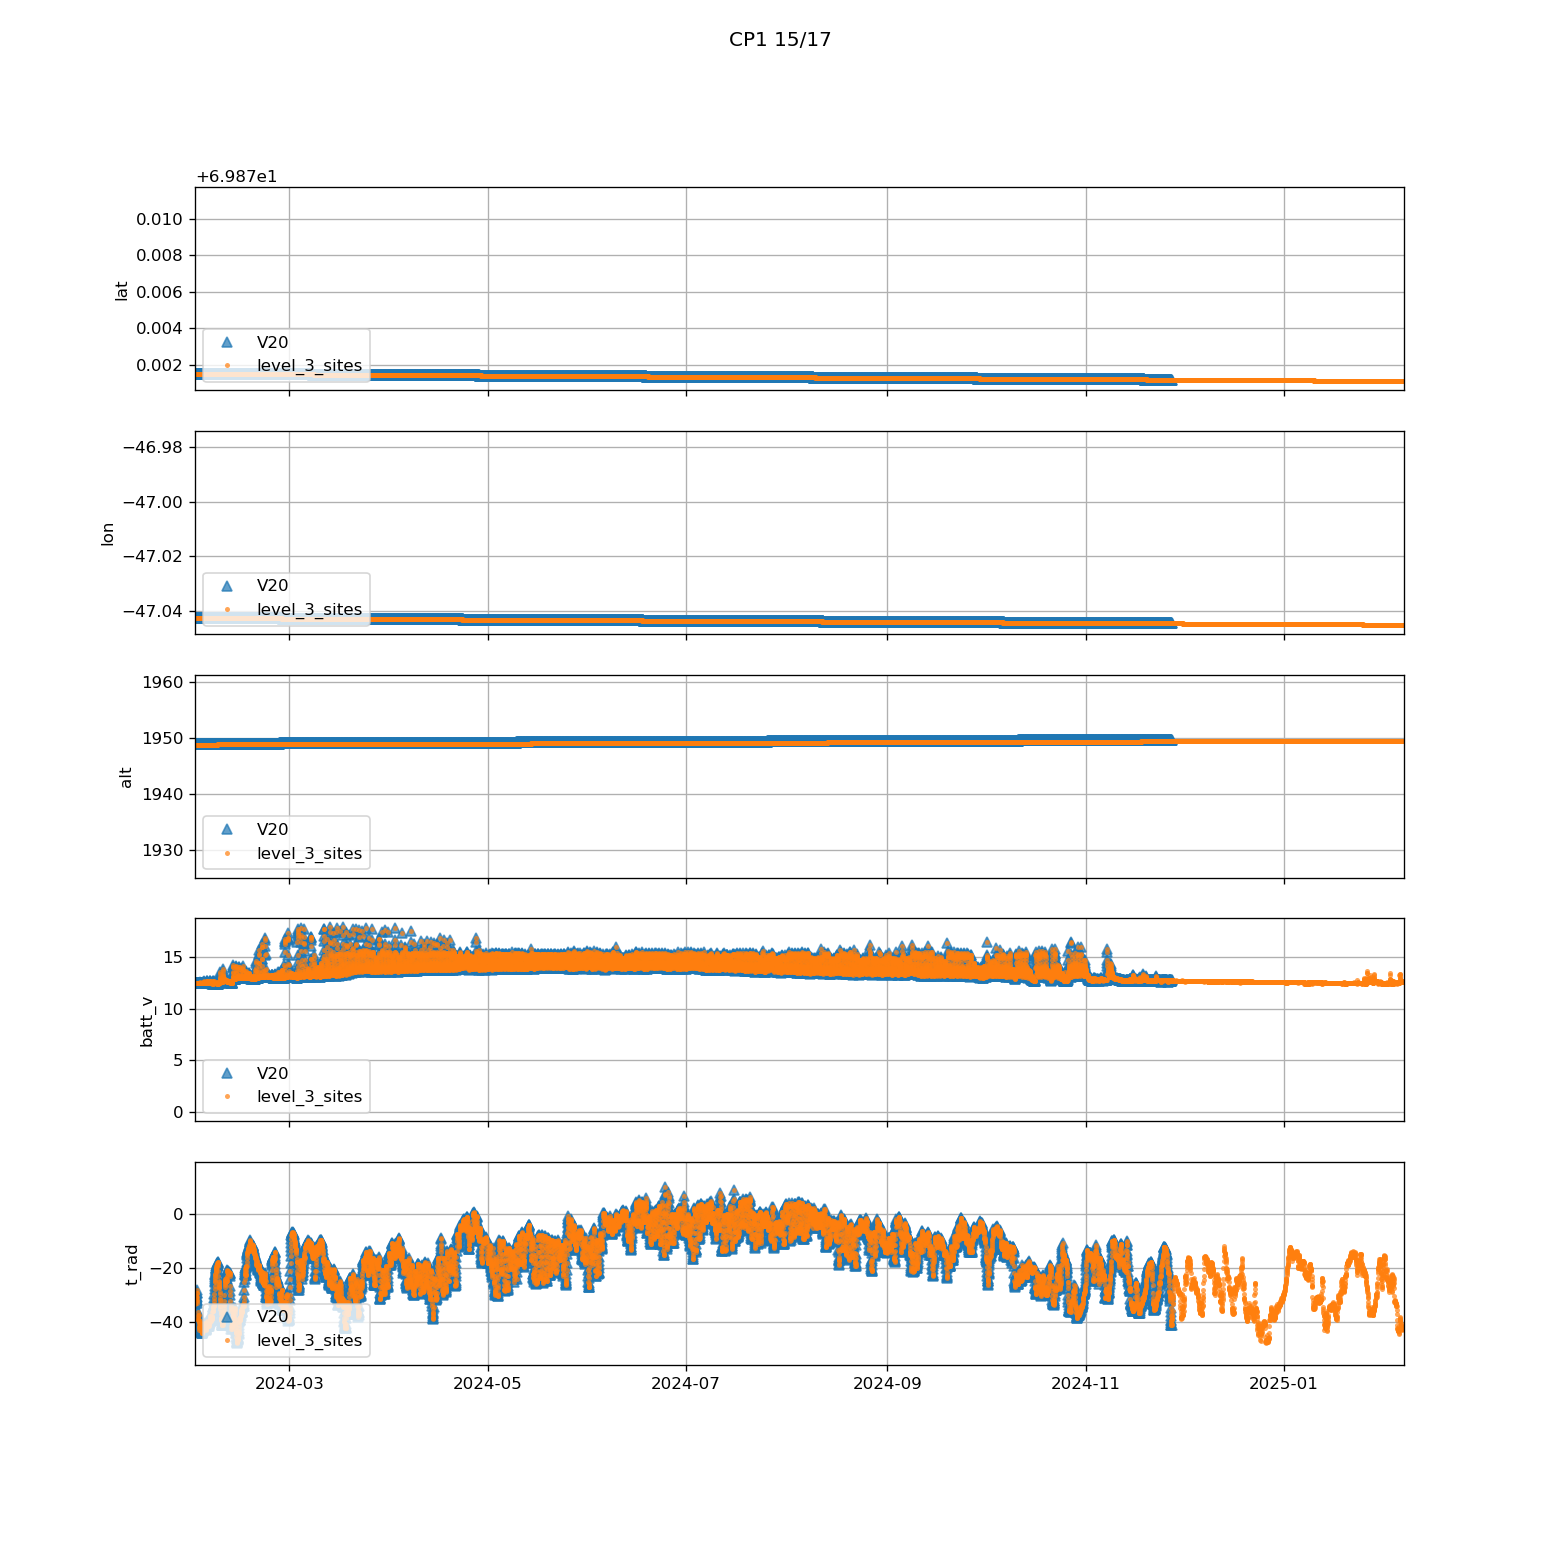 CP1 15/17
+6.987e1
0.010
0.008
0.006
0.004
0.002
lat
V20
level_3_sites
−46.98
−47.00
−47.02
−47.04
lon
V20
level_3_sites
1960
1950
1940
1930
alt
V20
level_3_sites
15
10
5
0
batt_v
V20
level_3_sites
0
−20
−40
t_rad
V20
level_3_sites
2024-03 2024-05 2024-07 2024-09 2024-11 2025-01